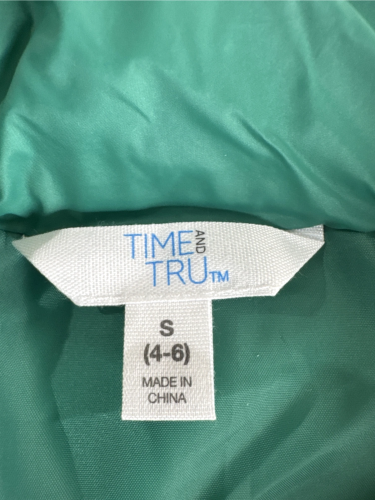 TIME AND
TRU™
S
(4-6)
MADE IN
CHINA